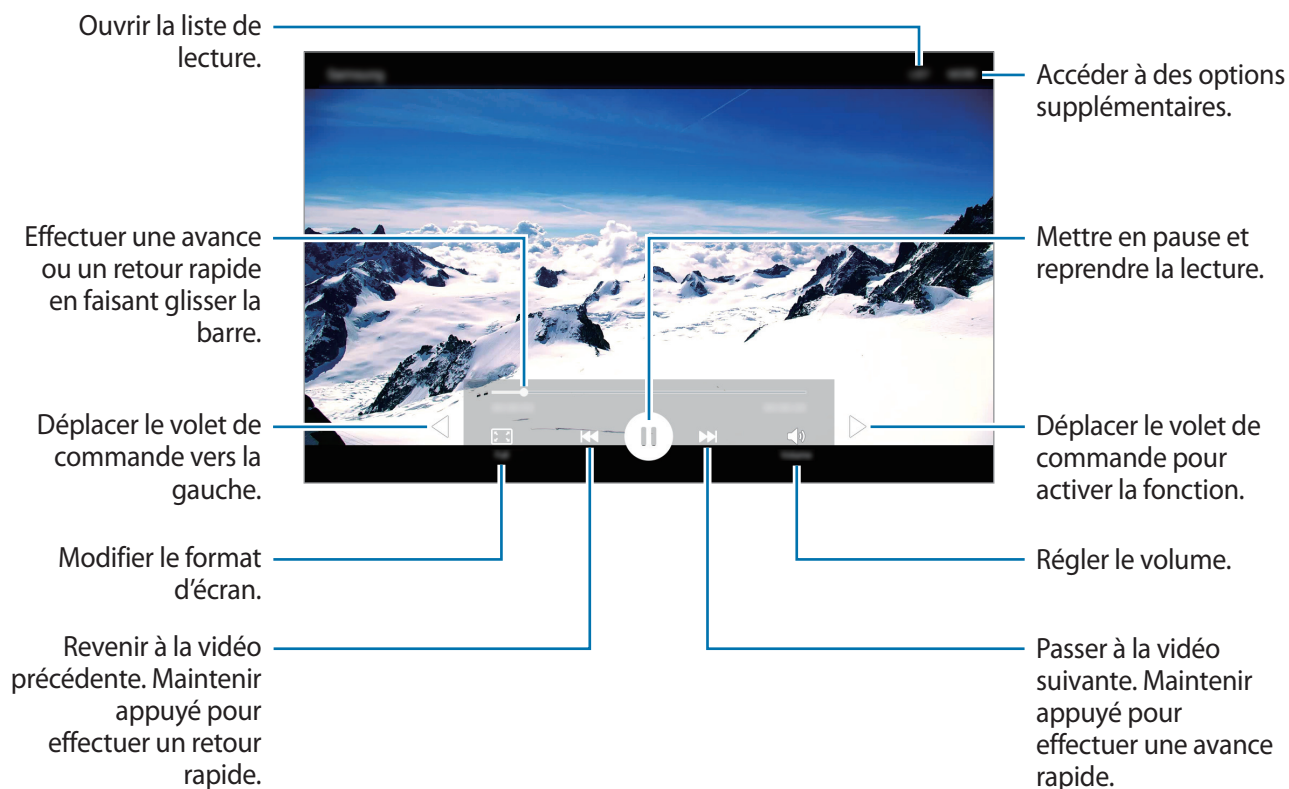 Ouvrir la liste de
lecture.
Accéder à des options
supplémentaires.
Effectuer une avance
ou un retour rapide
en faisant glisser la
barre.
Mettre en pause et
reprendre la lecture.
Déplacer le volet de
commande vers la
gauche.
Déplacer le volet de
commande pour
activer la fonction.
Modifier le format
d'écran.
Régler le volume.
Revenir à la vidéo
précédente. Maintenir
appuyé pour
effectuer un retour
rapide.
Passer à la vidéo
suivante. Maintenir
appuyé pour
effectuer une avance
rapide.